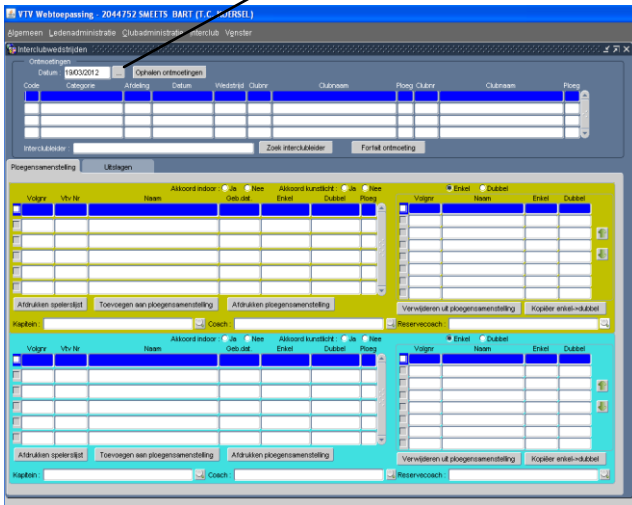 VTV Webtoepassing - 2044752 SMEETS BART (T.C. KOERSEL)
Algemeen Ledenadministratie Clubadministratie Interclub Venster
Interclubwedstrijden
Ontmoetingen
Datum 19/03/2012 ... Ophalen ontmoetingen
Code Categorie Afdeling Datum Wedstrijd Clubnr Clubnaam Ploeg Clubnr Clubnaam Ploeg
Interclubleider : Zoek interclubleider Forfait ontmoeting
Ploegensamenstelling Uitslagen
Akkoord indoor : Ja Nee Akkoord kunstlicht : Ja Nee Enkel Dubbel
Volgnr Vtv Nr Naam Geb.dat. Enkel Dubbel Ploeg Volgnr Naam Enkel Dubbel
Afdrukken spelerslijst Toevoegen aan ploegensamenstelling Afdrukken ploegensamenstelling Verwijderen uit ploegensamenstelling Kopiëer enkel->dubbel
Kapitein : Coach : Reservecoach :
Akkoord indoor : Ja Nee Akkoord kunstlicht : Ja Nee Enkel Dubbel
Volgnr Vtv Nr Naam Geb.dat. Enkel Dubbel Ploeg Volgnr Naam Enkel Dubbel
Afdrukken spelerslijst Toevoegen aan ploegensamenstelling Afdrukken ploegensamenstelling Verwijderen uit ploegensamenstelling Kopiëer enkel->dubbel
Kapitein : Coach : Reservecoach :